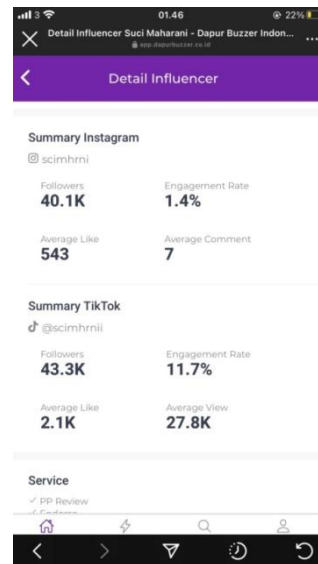 3 01.46 22%
Detail Influencer Suci Maharani - Dapur Buzzer Indon...
app.dapurbuzzer.co.id
Detail Influencer
Summary Instagram
scimhrni
Followers Engagement Rate
40.1K 1.4%
Average Like Average Comment
543 7
Summary TikTok
@scimhrnii
Followers Engagement Rate
43.3K 11.7%
Average Like Average View
2.1K 27.8K
Service
✓ PP Review
✓ Endorse